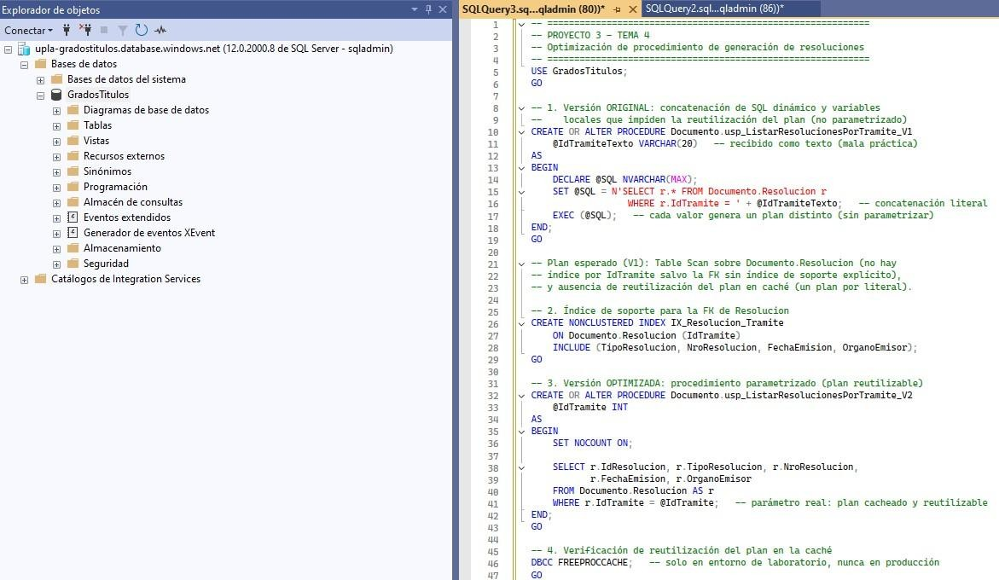 Explorador de objetos
Conectar
upla-gradostitulos.database.windows.net (12.0.2000.8 de SQL Server - sqladmin)
Bases de datos
Bases de datos del sistema
GradosTitulos
Diagramas de base de datos
Tablas
Vistas
Recursos externos
Sinónimos
Programación
Almacén de consultas
Eventos extendidos
Generador de eventos XEvent
Almacenamiento
Seguridad
Catálogos de Integration Services
SQLQuery3.sq...qladmin (80))* SQLQuery2.sql...qladmin (86))*
1 -- ============================================================
2 -- PROYECTO 3 – TEMA 4
3 -- Optimización de procedimiento de generación de resoluciones
4 -- ============================================================
5 USE GradosTitulos;
6 GO
7
8 -- 1. Versión ORIGINAL: concatenación de SQL dinámico y variables
9 --    locales que impiden la reutilización del plan (no parametrizado)
10 CREATE OR ALTER PROCEDURE Documento.usp_ListarResolucionesPorTramite_V1
11     @IdTramiteTexto VARCHAR(20)   -- recibido como texto (mala práctica)
12 AS
13 BEGIN
14     DECLARE @SQL NVARCHAR(MAX);
15     SET @SQL = N'SELECT r.* FROM Documento.Resolucion r
16                   WHERE r.IdTramite = ' + @IdTramiteTexto;   -- concatenación literal
17     EXEC (@SQL);   -- cada valor genera un plan distinto (sin parametrizar)
18 END;
19 GO
20
21 -- Plan esperado (V1): Table Scan sobre Documento.Resolucion (no hay
22 -- índice por IdTramite salvo la FK sin índice de soporte explícito),
23 -- y ausencia de reutilización del plan en caché (un plan por literal).
24
25 -- 2. Índice de soporte para la FK de Resolucion
26 CREATE NONCLUSTERED INDEX IX_Resolucion_Tramite
27     ON Documento.Resolucion (IdTramite)
28     INCLUDE (TipoResolucion, NroResolucion, FechaEmision, OrganoEmisor);
29 GO
30
31 -- 3. Versión OPTIMIZADA: procedimiento parametrizado (plan reutilizable)
32 CREATE OR ALTER PROCEDURE Documento.usp_ListarResolucionesPorTramite_V2
33     @IdTramite INT
34 AS
35 BEGIN
36     SET NOCOUNT ON;
37
38     SELECT r.IdResolucion, r.TipoResolucion, r.NroResolucion,
39            r.FechaEmision, r.OrganoEmisor
40     FROM Documento.Resolucion AS r
41     WHERE r.IdTramite = @IdTramite;   -- parámetro real: plan cacheado y reutilizable
42 END;
43 GO
44
45 -- 4. Verificación de reutilización del plan en la caché
46 DBCC FREEPROCCACHE;   -- solo en entorno de laboratorio, nunca en producción
47 GO